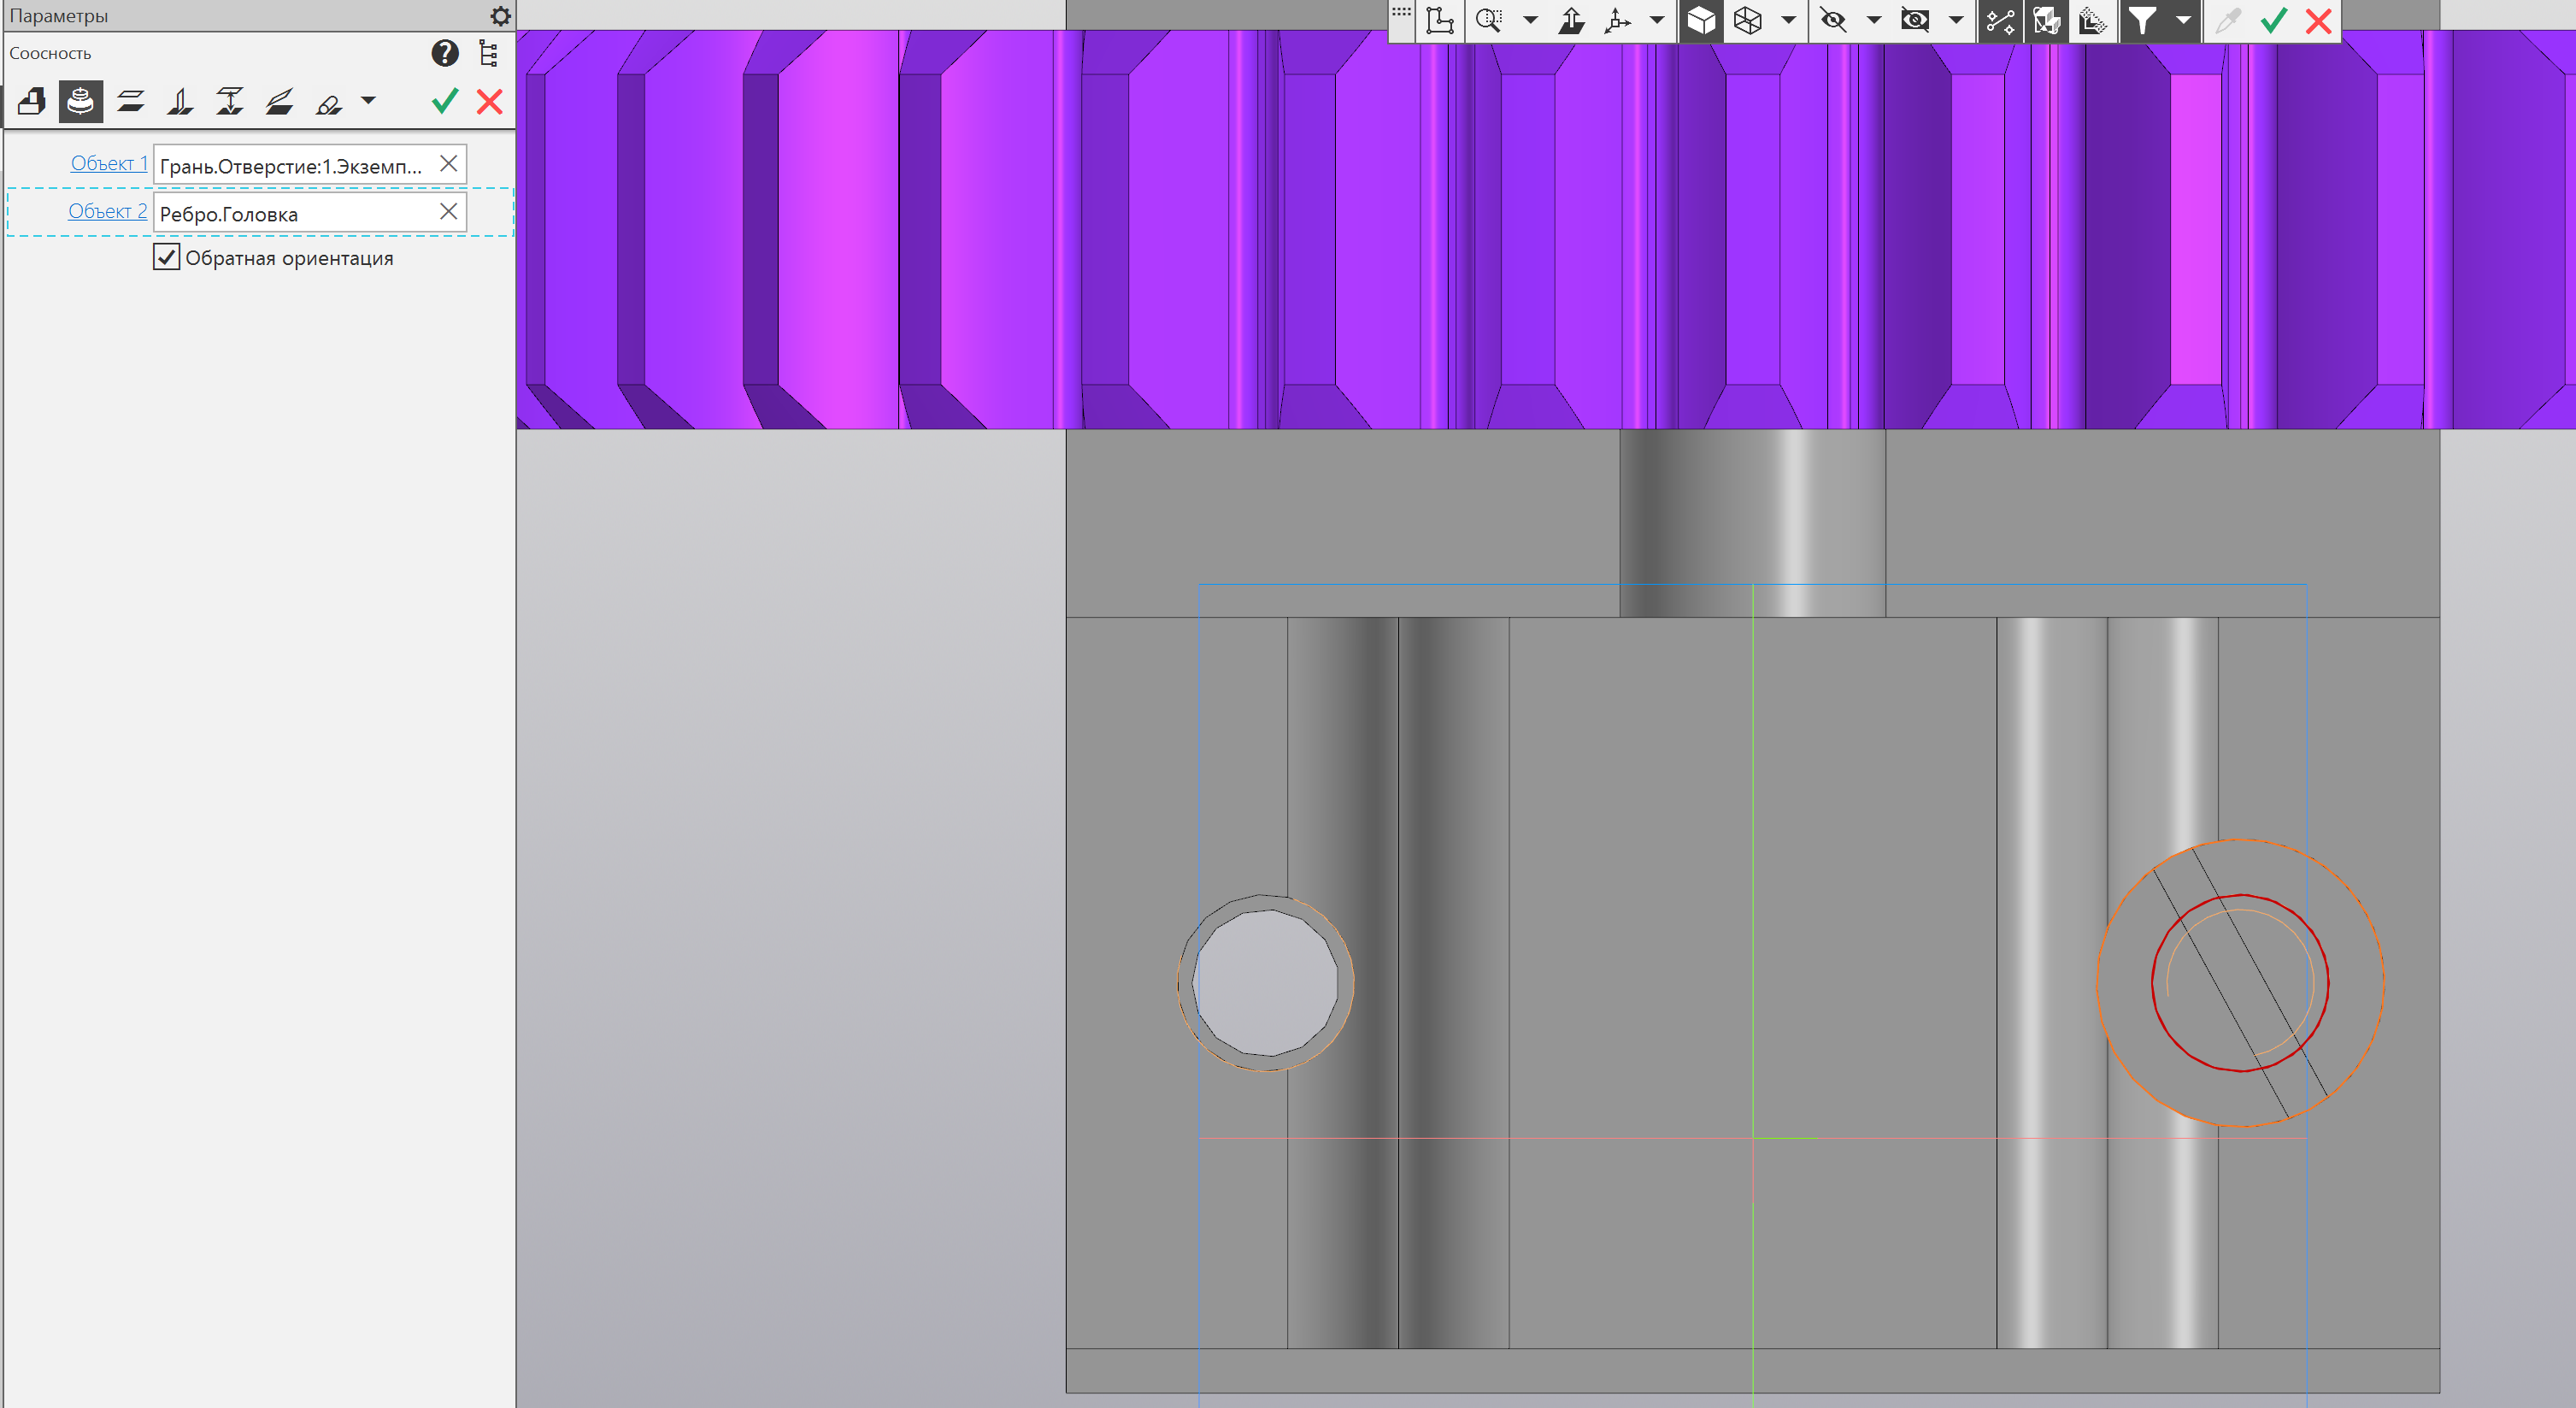 Параметры
Соосность
?
Объект 1 Грань.Отверстие:1.Экземп...
Объект 2 Ребро.Головка
Обратная ориентация